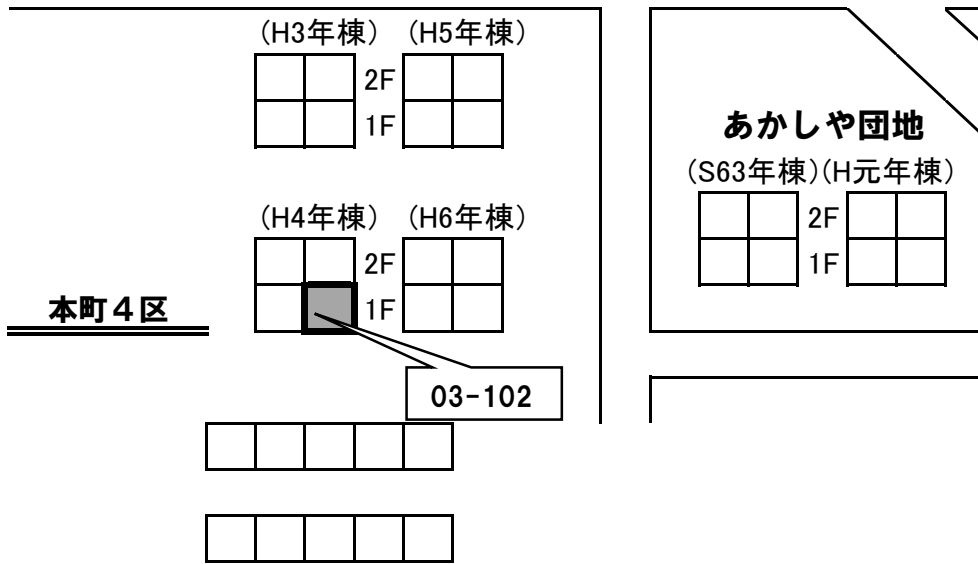 (H3年棟) (H5年棟)
2F
1F
あかしや団地
(S63年棟)(H元年棟)
2F
1F
(H4年棟) (H6年棟)
2F
1F
本町4区
03-102